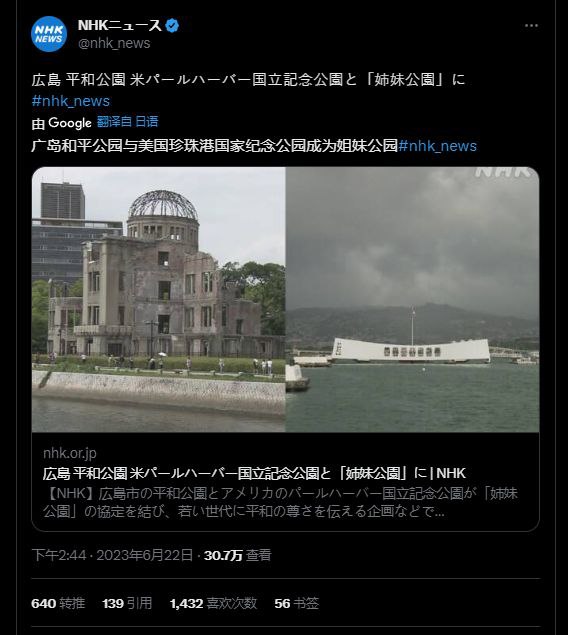 NHK
NEWS
NHKニュース
@nhk_news
広島 平和公園 米パールハーバー国立記念公園と「姉妹公園」に
#nhk_news
由 Google 翻译自 日语
广岛和平公园与美国珍珠港国家纪念公园成为姐妹公园#nhk_news
NHK
nhk.or.jp
広島 平和公園 米パールハーバー国立記念公園と「姉妹公園」に | NHK
【NHK】広島市の平和公園とアメリカのパールハーバー国立記念公園が「姉妹
公園」の協定を結び、若い世代に平和の尊さを伝える企画などで...
下午2:44 · 2023年6月22日 · 30.7万 查看
640 转推 139 引用 1,432 喜欢次数 56 书签